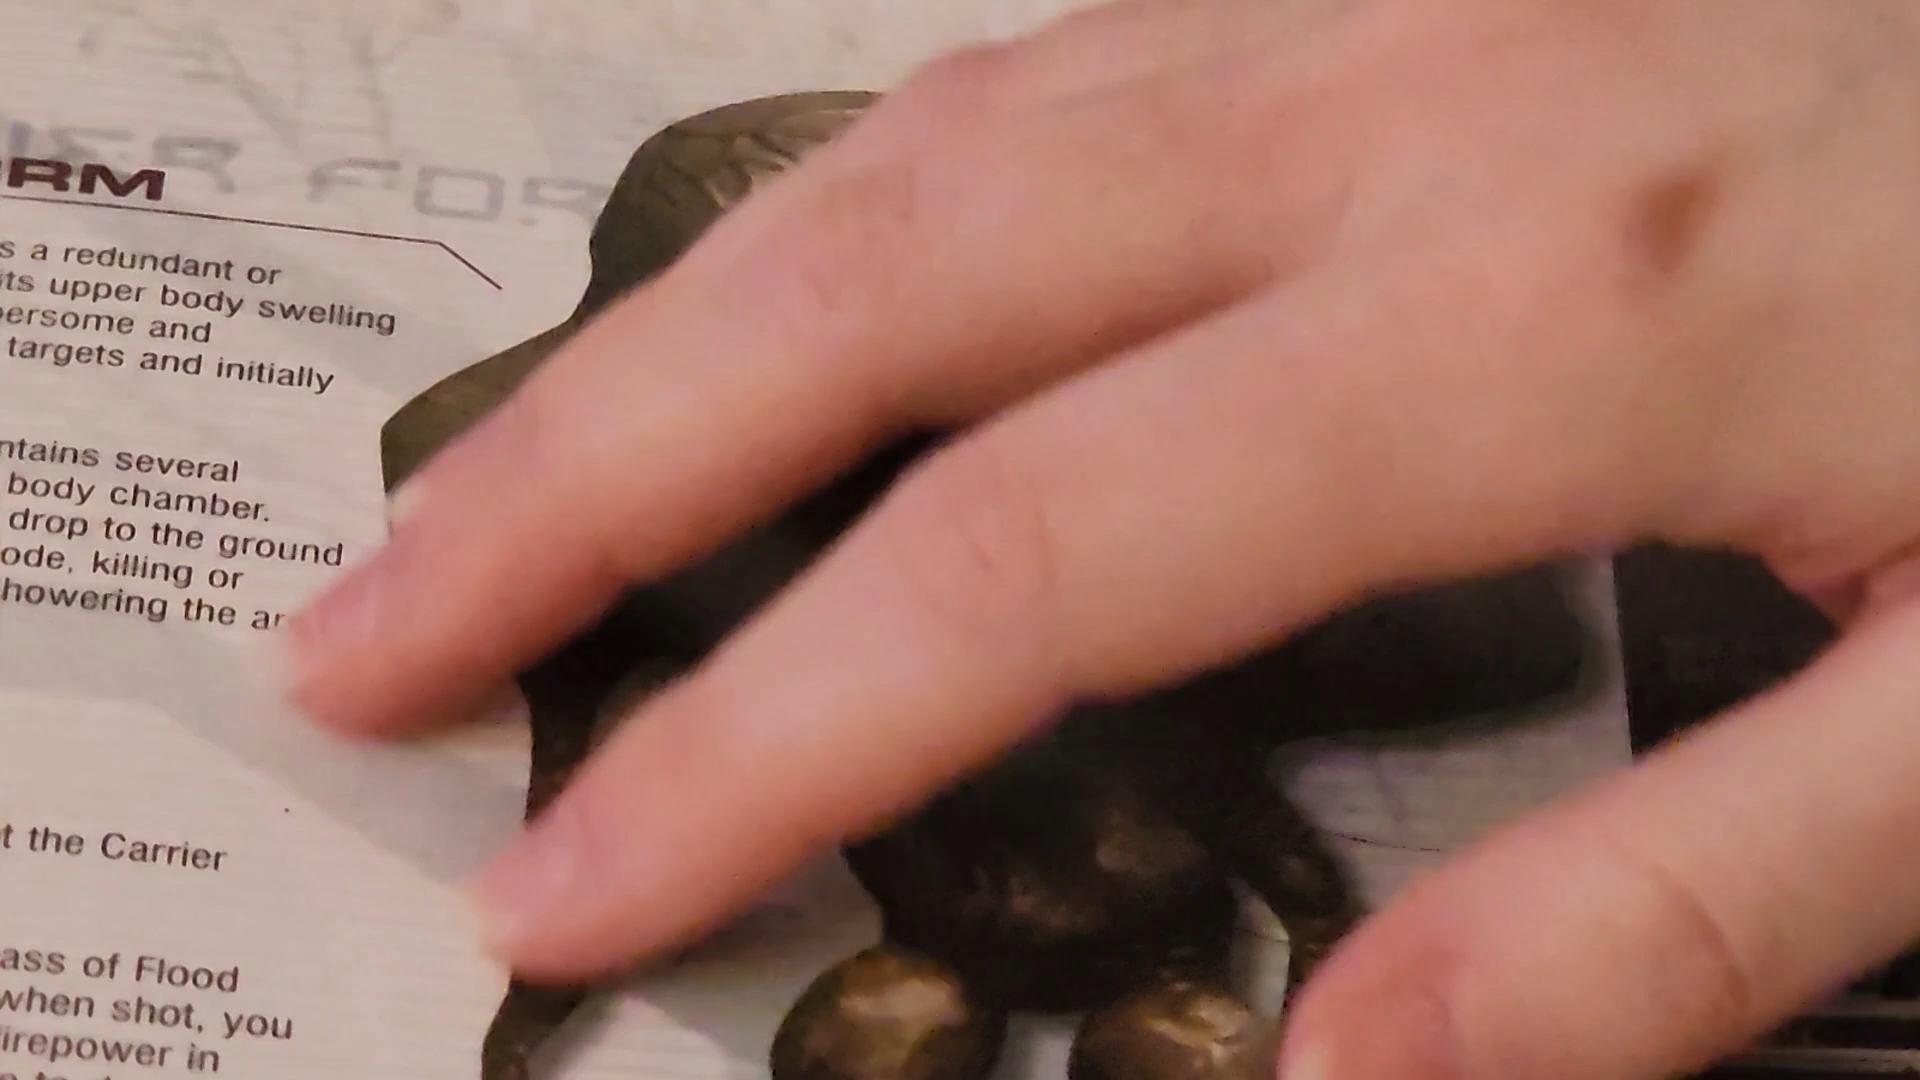 RM
s a redundant or
its upper body swelling
ersome and
targets and initially
ntains several
body chamber.
drop to the ground
ode, killing or
howering the ar
t the Carrier
ass of Flood
when shot, you
irepower in